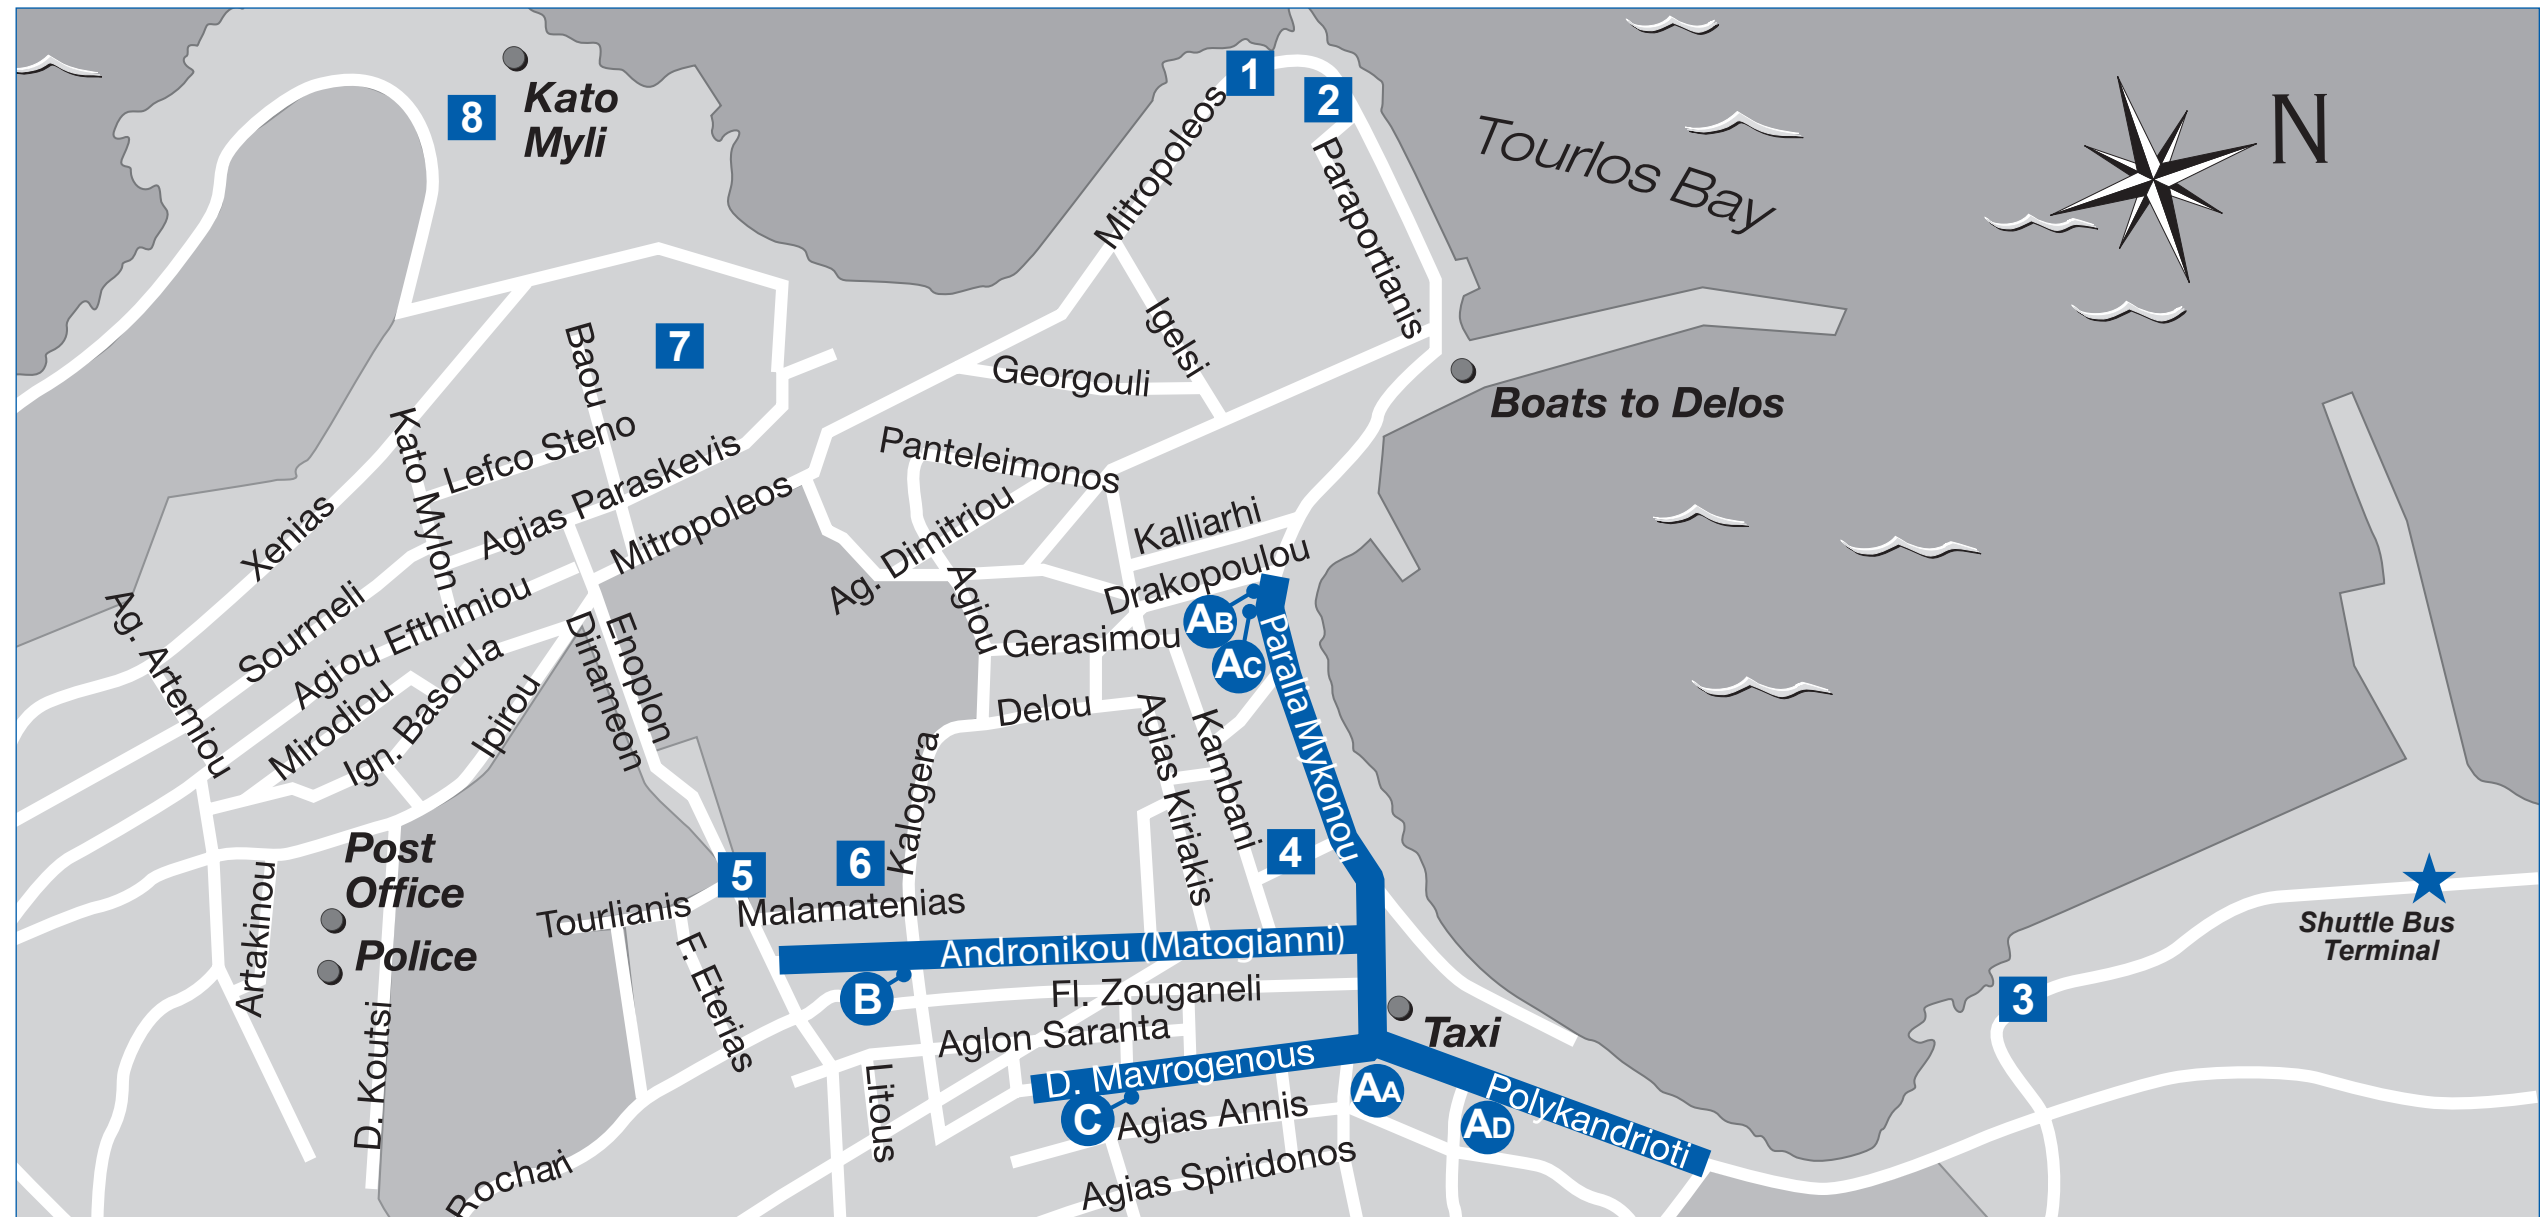 1
2
8
Kato
Myli
N
Tourlos Bay
Mitropoleos
Paraportianis
Igelsi
7
Baou
Georgouli
Boats to Delos
Kato Mylon
Lefco Steno
Agias Paraskevis
Panteleimonos
Mitropoleos
Xenias
Ag. Dimitriou
Kalliarhi
Drakopoulou
Agiou
Gerasimou
AB
AC
Ag. Artemiou
Sourmeli
Agiou Efthimiou
Mirodiou
Ign. Basoula
Ipirou
Dinameon
Enoplon
Paralia Mykonou
Delou
Kalogera
Agias Kiriakis
Kambani
4
Post
Office
Police
5
6
Tourlianis
Malamatenias
Artakinou
D. Koutsi
F. Eterias
Andronikou (Matogianni)
B
Fl. Zouganeli
Aglon Saranta
D. Mavrogenous
Taxi
Shuttle Bus
Terminal
3
Litous
C
Agias Annis
AA
AD
Polykandrioti
Rochari
Agias Spiridonos